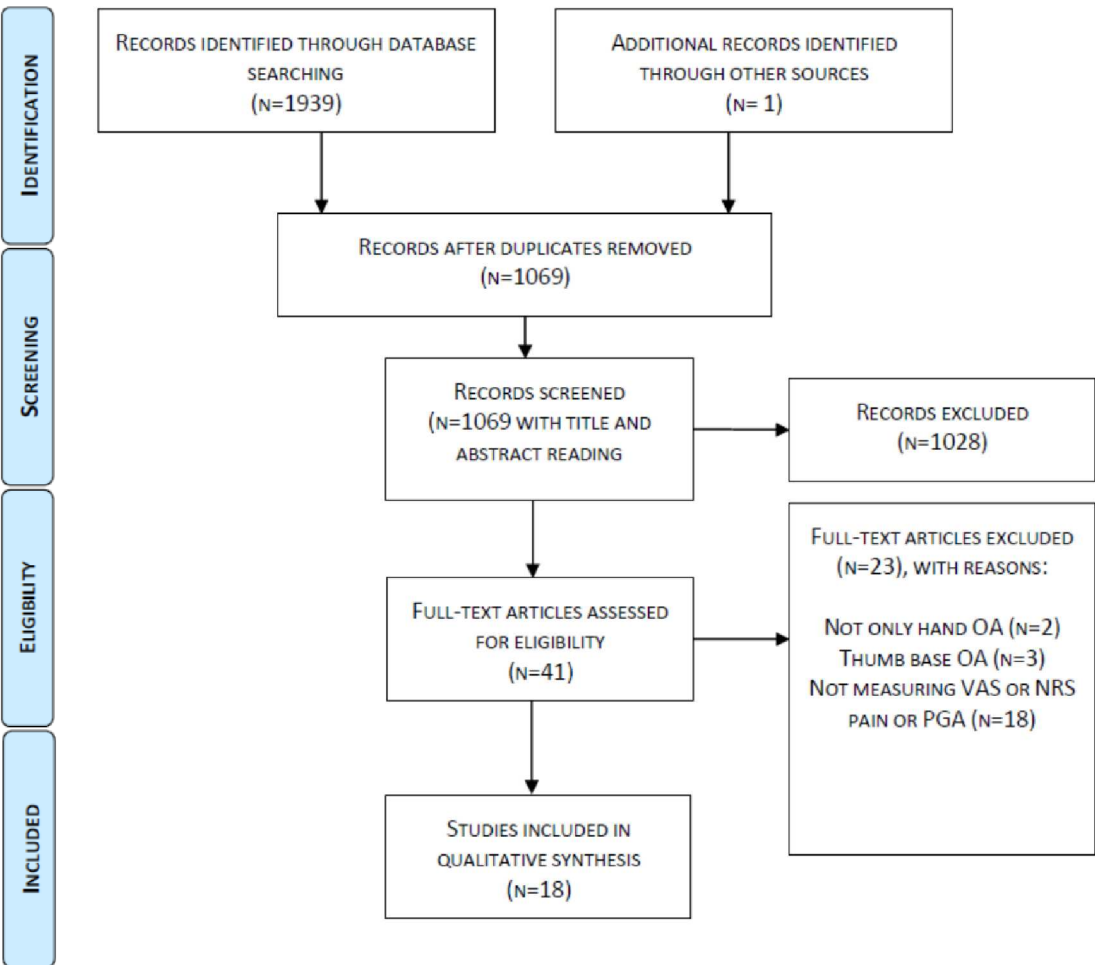 IDENTIFICATION
RECORDS IDENTIFIED THROUGH DATABASE
SEARCHING
(N=1939)
ADDITIONAL RECORDS IDENTIFIED
THROUGH OTHER SOURCES
(N= 1)
RECORDS AFTER DUPLICATES REMOVED
(N=1069)
SCREENING
RECORDS SCREENED
(N=1069 WITH TITLE AND
ABSTRACT READING
RECORDS EXCLUDED
(N=1028)
ELIGIBILITY
FULL-TEXT ARTICLES ASSESSED
FOR ELIGIBILITY
(N=41)
FULL-TEXT ARTICLES EXCLUDED
(N=23), WITH REASONS:
NOT ONLY HAND OA (N=2)
THUMB BASE OA (N=3)
NOT MEASURING VAS OR NRS
PAIN OR PGA (N=18)
INCLUDED
STUDIES INCLUDED IN
QUALITATIVE SYNTHESIS
(N=18)